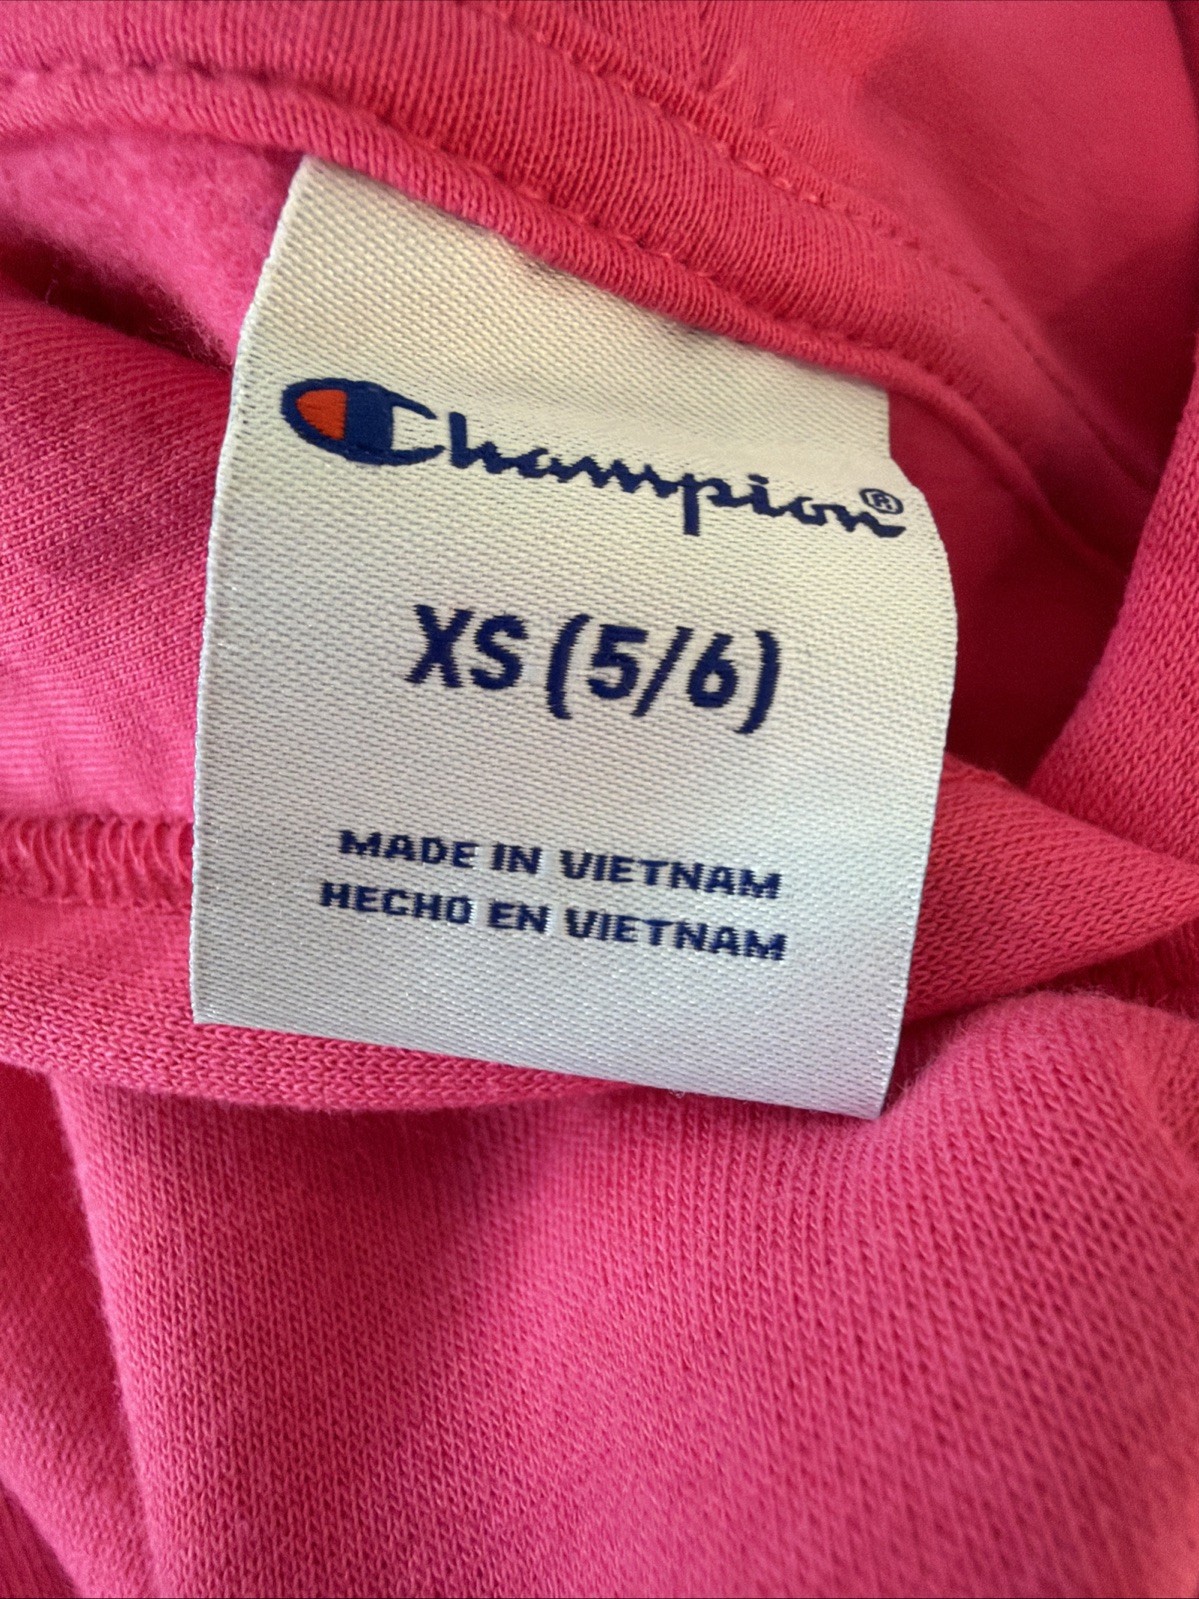 Champion®
XS (5/6)
MADE IN VIETNAM
HECHO EN VIETNAM